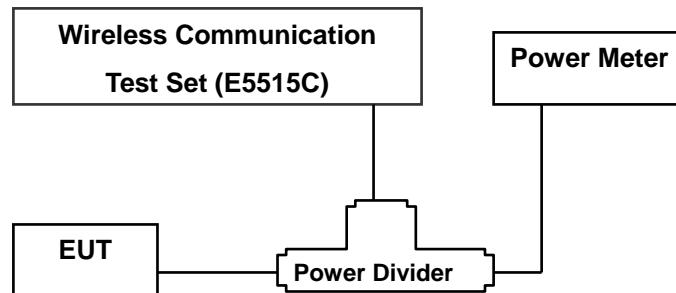 Wireless Communication
Test Set (E5515C)
Power Meter
EUT
Power Divider